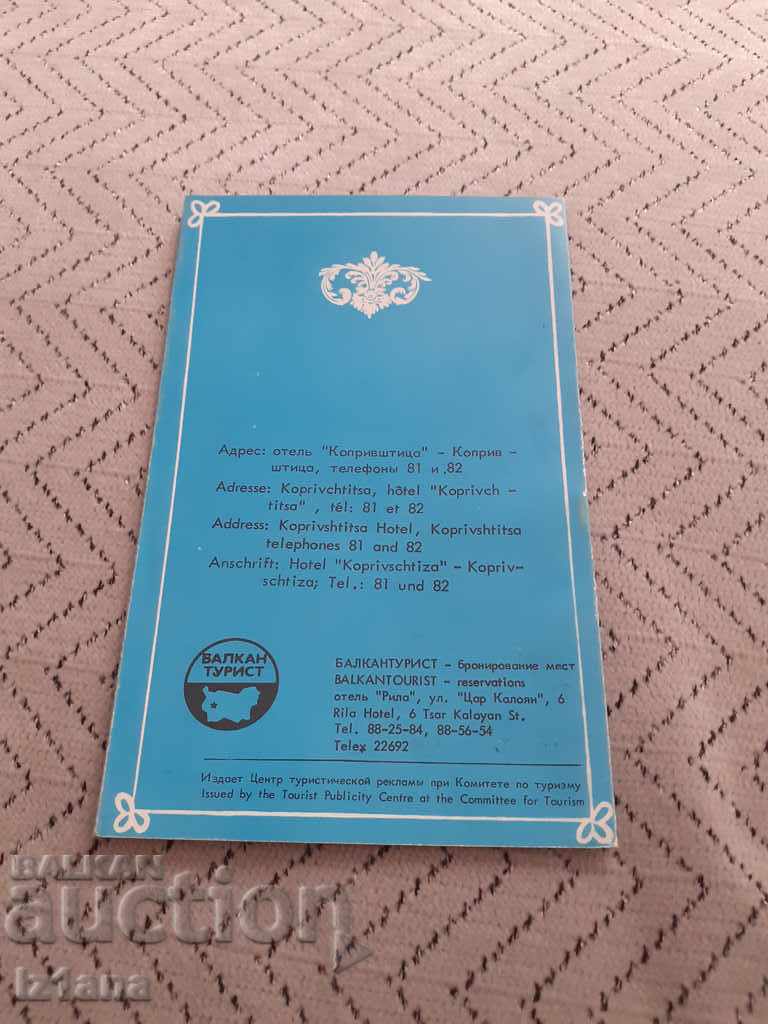 Адрес: отель "Копривштица" - Коприв -
штица, телефоны 81 и 82
Adresse: Koprivchtitsa, hôtel "Koprivch -
titsa" , tél: 81 et 82
Address: Koprivshtitsa Hotel, Koprivshtitsa
telephones 81 and 82
Anschrift: Hotel "Koprivschtiza" - Kopriv-
schtiza; Tel.: 81 und 82
БАЛКАН
ТУРИСТ
БАЛКАНТУРИСТ - бронирование мест
BALKANTOURIST - reservations
отель "Рила", ул. "Цар Калоян", 6
Rila Hotel, 6 Tsar Kaloyan St.
Tel. 88-25-84, 88-56-54
Telex 22692
Издает Центр туристической рекламы при Комитете по туризму
Issued by the Tourist Publicity Centre at the Committee for Tourism
БАЛКАН
auction
iz1ana